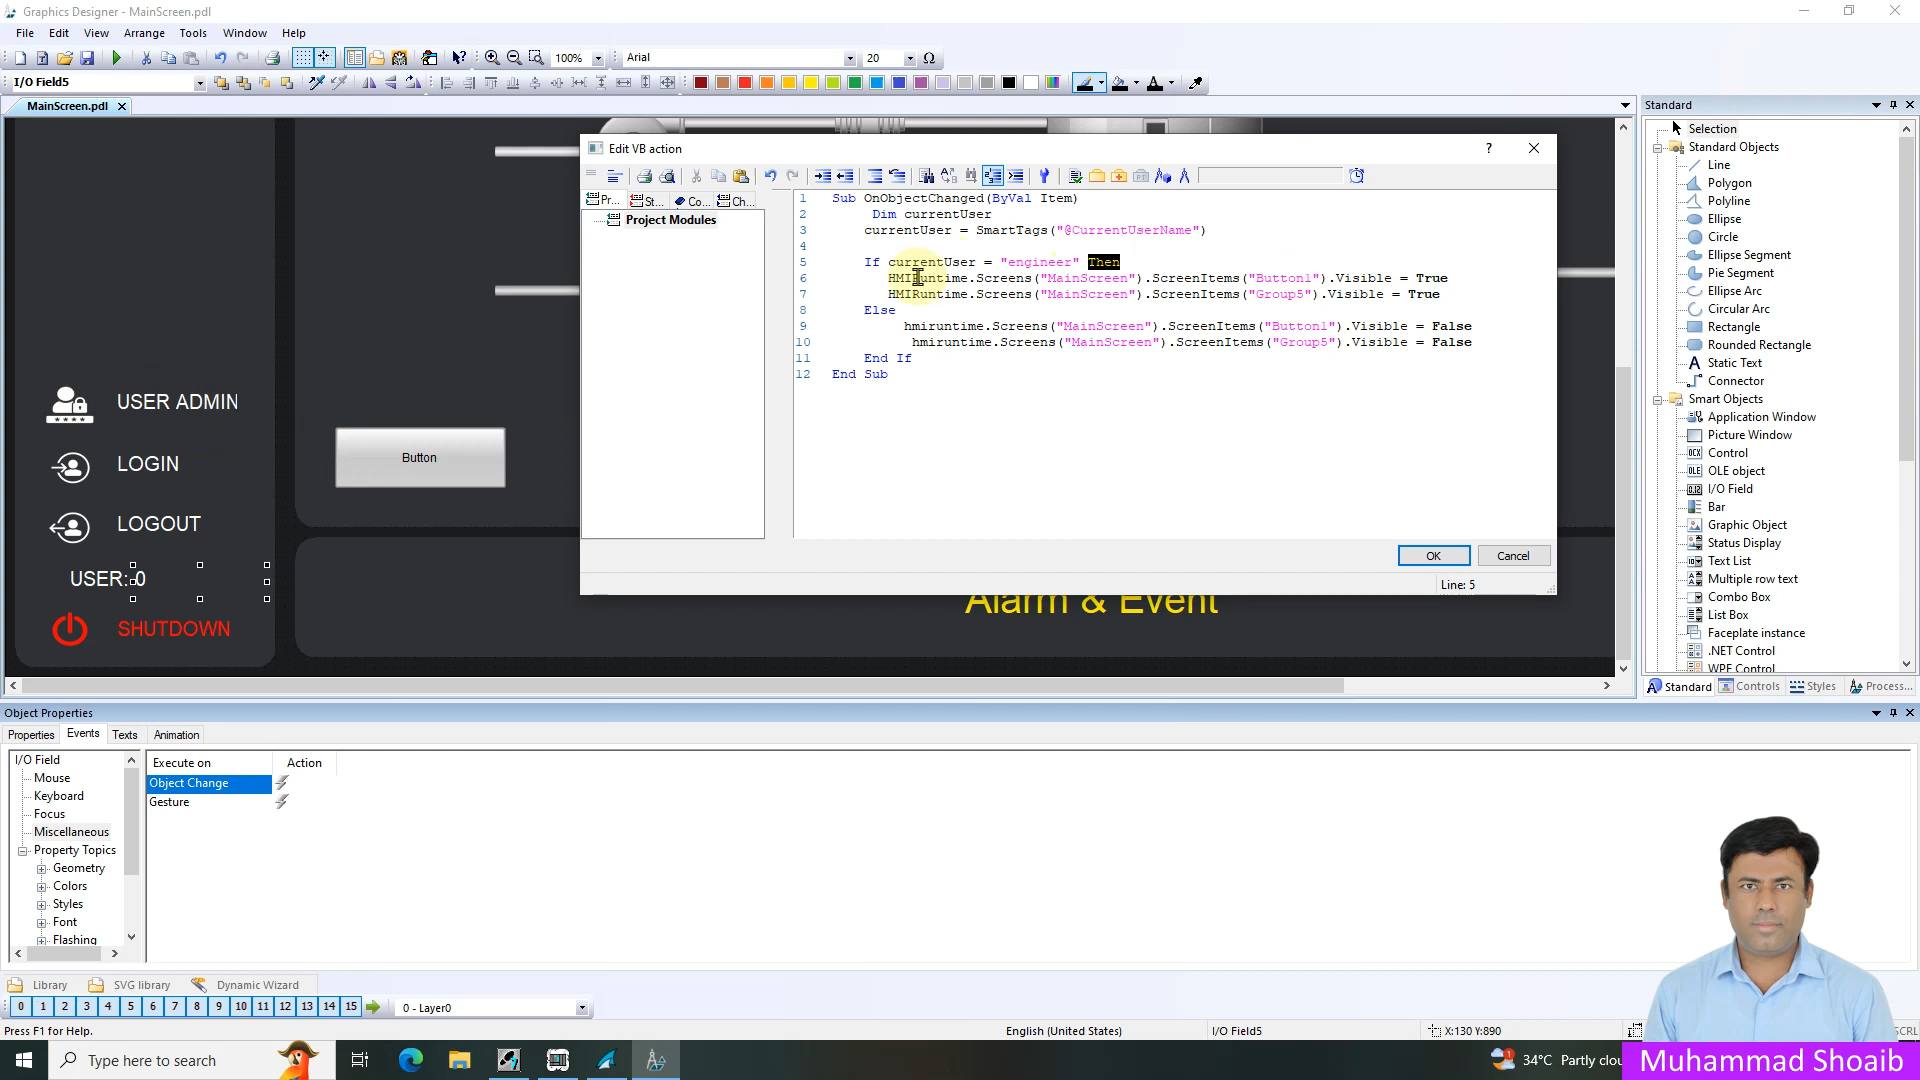 Graphics Designer - MainScreen.pdl
File Edit View Arrange Tools Window Help
100% Arial 20 Ω
I/O Field5
MainScreen.pdl
Standard
Selection
Standard Objects
Line
Polygon
Polyline
Ellipse
Circle
Ellipse Segment
Pie Segment
Ellipse Arc
Circular Arc
Rectangle
Rounded Rectangle
Static Text
Connector
Smart Objects
Application Window
Picture Window
Control
OLE object
I/O Field
Bar
Graphic Object
Status Display
Text List
Multiple row text
Combo Box
List Box
Faceplate instance
.NET Control
WPF Control
Standard Controls Styles Process...
USER ADMIN
LOGIN
LOGOUT
USER: 0
SHUTDOWN
Button
Alarm & Event
Edit VB action
Pr... St... Co... Ch...
Project Modules
1 Sub OnObjectChanged(ByVal Item)
2 Dim currentUser
3 currentUser = SmartTags("@CurrentUserName")
4
5 If currentUser = "engineer" Then
6 HMIRuntime.Screens("MainScreen").ScreenItems("Button1").Visible = True
7 HMIRuntime.Screens("MainScreen").ScreenItems("Group5").Visible = True
8 Else
9 hmiruntime.Screens("MainScreen").ScreenItems("Button1").Visible = False
10 hmiruntime.Screens("MainScreen").ScreenItems("Group5").Visible = False
11 End If
12 End Sub
OK Cancel
Line: 5
Object Properties
Properties Events Texts Animation
I/O Field
Mouse
Keyboard
Focus
Miscellaneous
Property Topics
Geometry
Colors
Styles
Font
Flashing
Execute on Action
Object Change
Gesture
Library SVG library Dynamic Wizard
0 1 2 3 4 5 6 7 8 9 10 11 12 13 14 15 0 - Layer0
Press F1 for Help. English (United States) I/O Field5 X:130 Y:890 SCRL
Type here to search
34°C Partly clou
Muhammad Shoaib